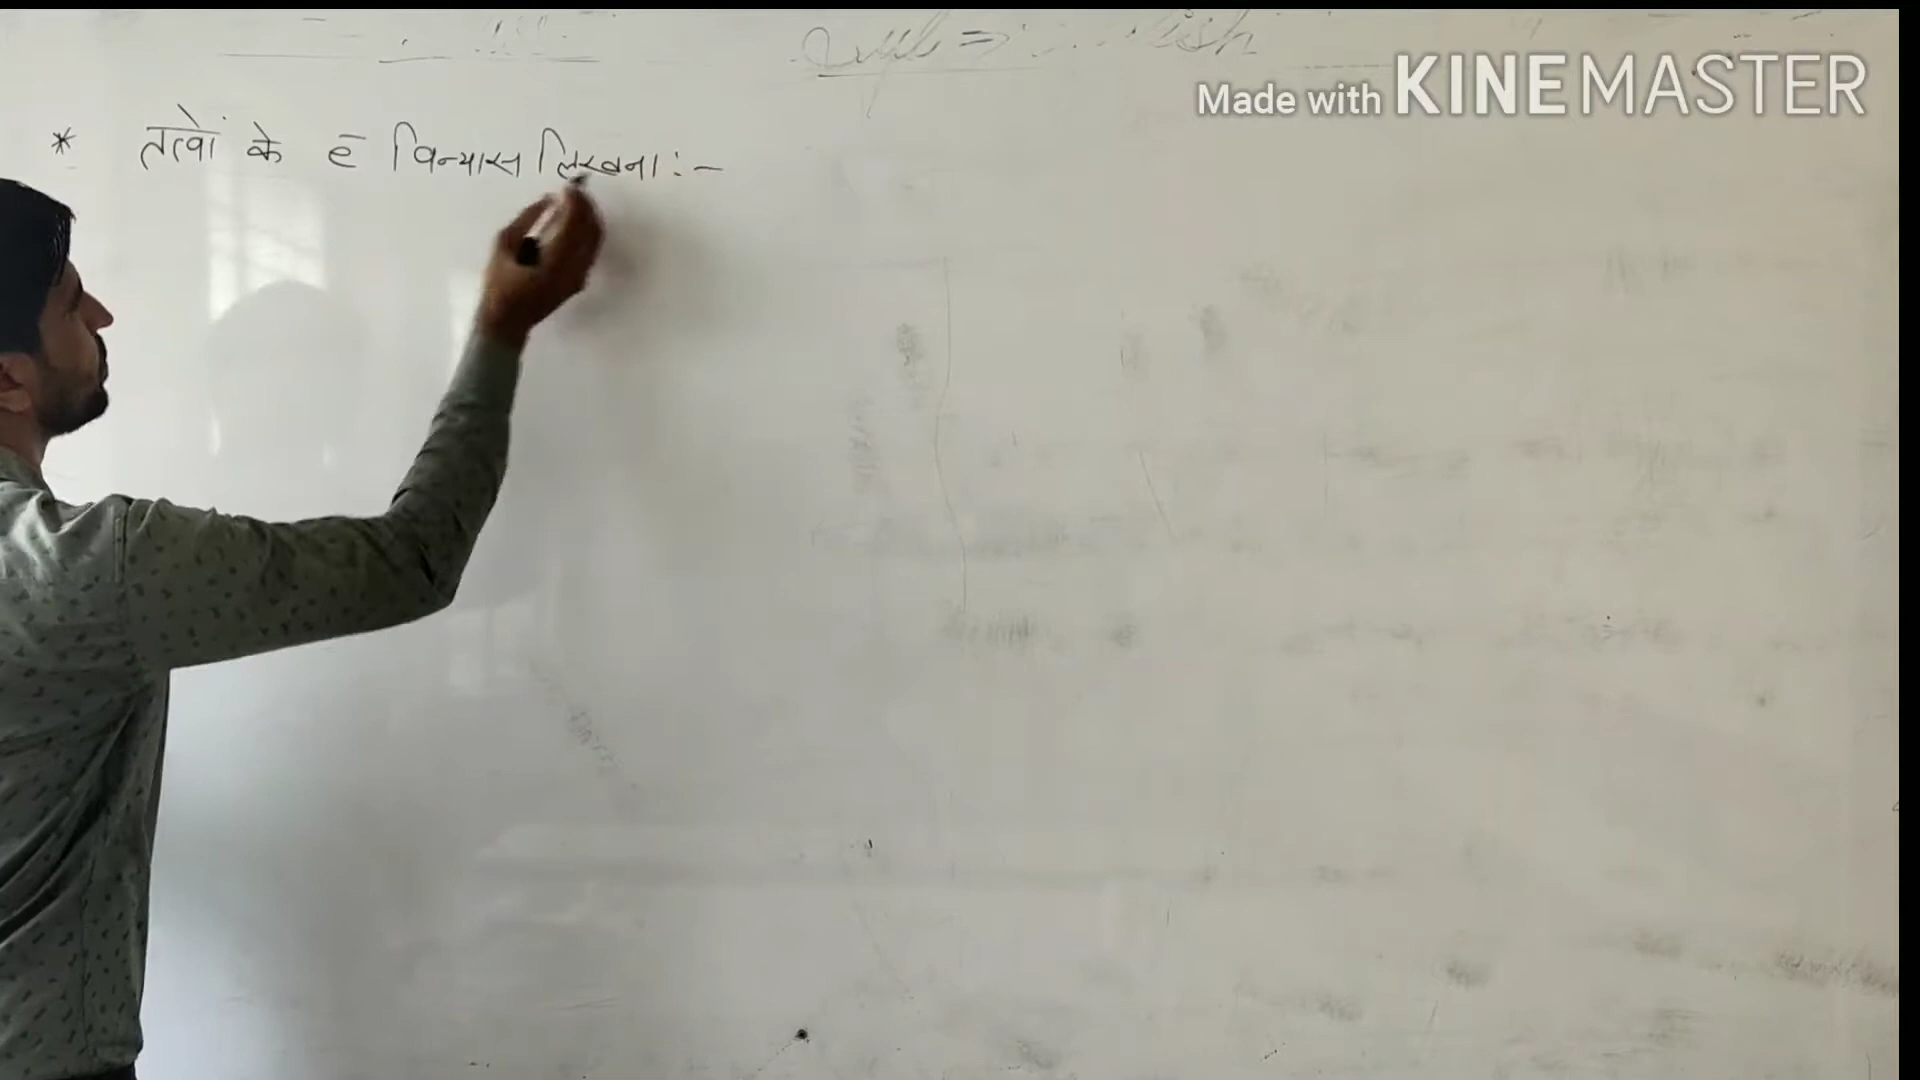 Made with KINEMASTER
* तत्वों के e̅ विन्यास लिखना :-